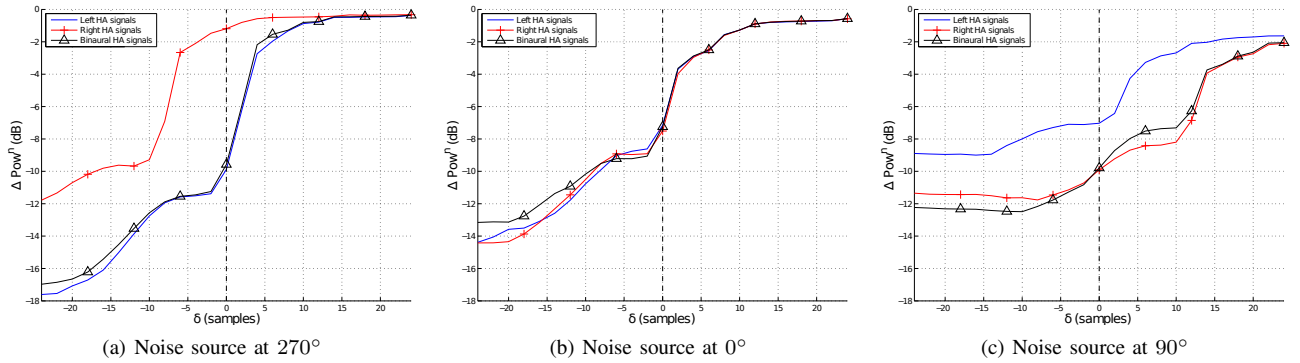 0
−2
−4
−6
−8
−10
−12
−14
−16
−18
Δ Pow^n (dB)
Left HA signals
Right HA signals
Binaural HA signals
−20 −15 −10 −5 0 5 10 15 20
δ (samples)
(a) Noise source at 270°
0
−2
−4
−6
−8
−10
−12
−14
−16
−18
Δ Pow^n (dB)
Left HA signals
Right HA signals
Binaural HA signals
−20 −15 −10 −5 0 5 10 15 20
δ (samples)
(b) Noise source at 0°
0
−2
−4
−6
−8
−10
−12
−14
−16
−18
Δ Pow^n (dB)
Left HA signals
Right HA signals
Binaural HA signals
−20 −15 −10 −5 0 5 10 15 20
δ (samples)
(c) Noise source at 90°